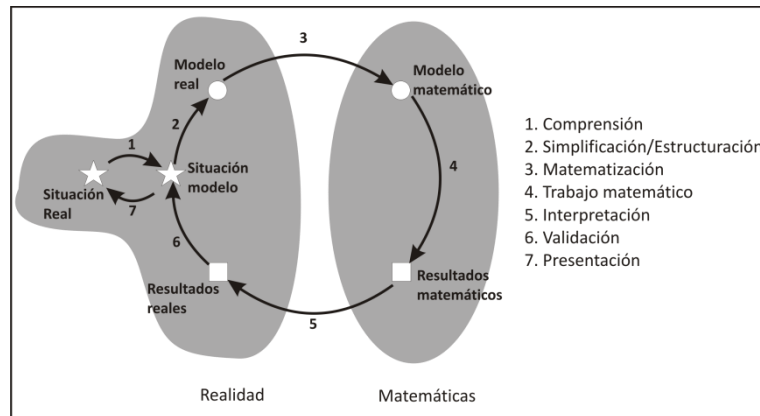 3
Modelo
real
Modelo
matemático
2
1
Situación
modelo
Situación
Real
7
4
6
Resultados
reales
Resultados
matemáticos
5
Realidad
Matemáticas
1. Comprensión
2. Simplificación/Estructuración
3. Matematización
4. Trabajo matemático
5. Interpretación
6. Validación
7. Presentación